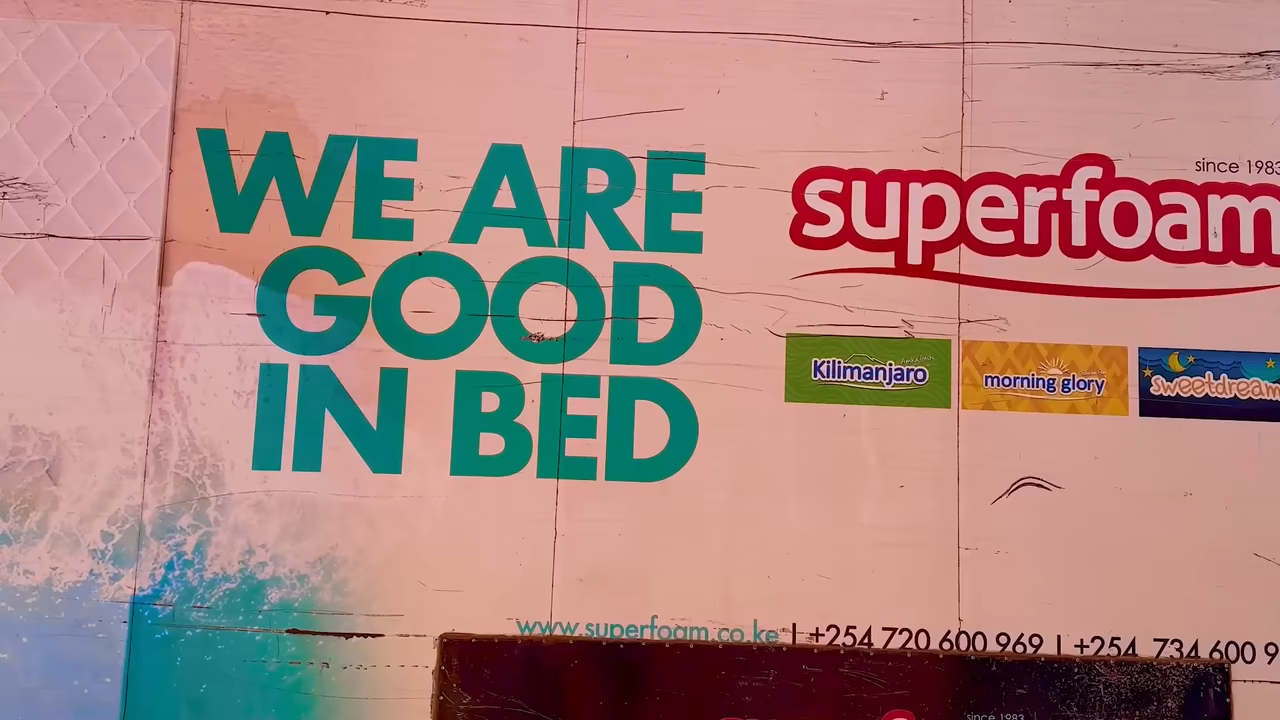 WE ARE
GOOD
IN BED
since 1983
superfoam
Kilimanjaro
morning glory
sweetdream
www.superfoam.co.ke | +254 720 600 969 | +254 734 600 9
since 1983